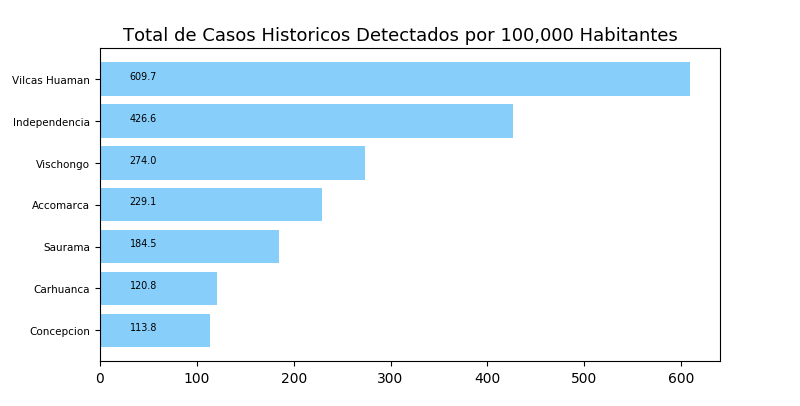 Total de Casos Historicos Detectados por 100,000 Habitantes
Vilcas Huaman 609.7
Independencia 426.6
Vischongo 274.0
Accomarca 229.1
Saurama 184.5
Carhuanca 120.8
Concepcion 113.8
0 100 200 300 400 500 600